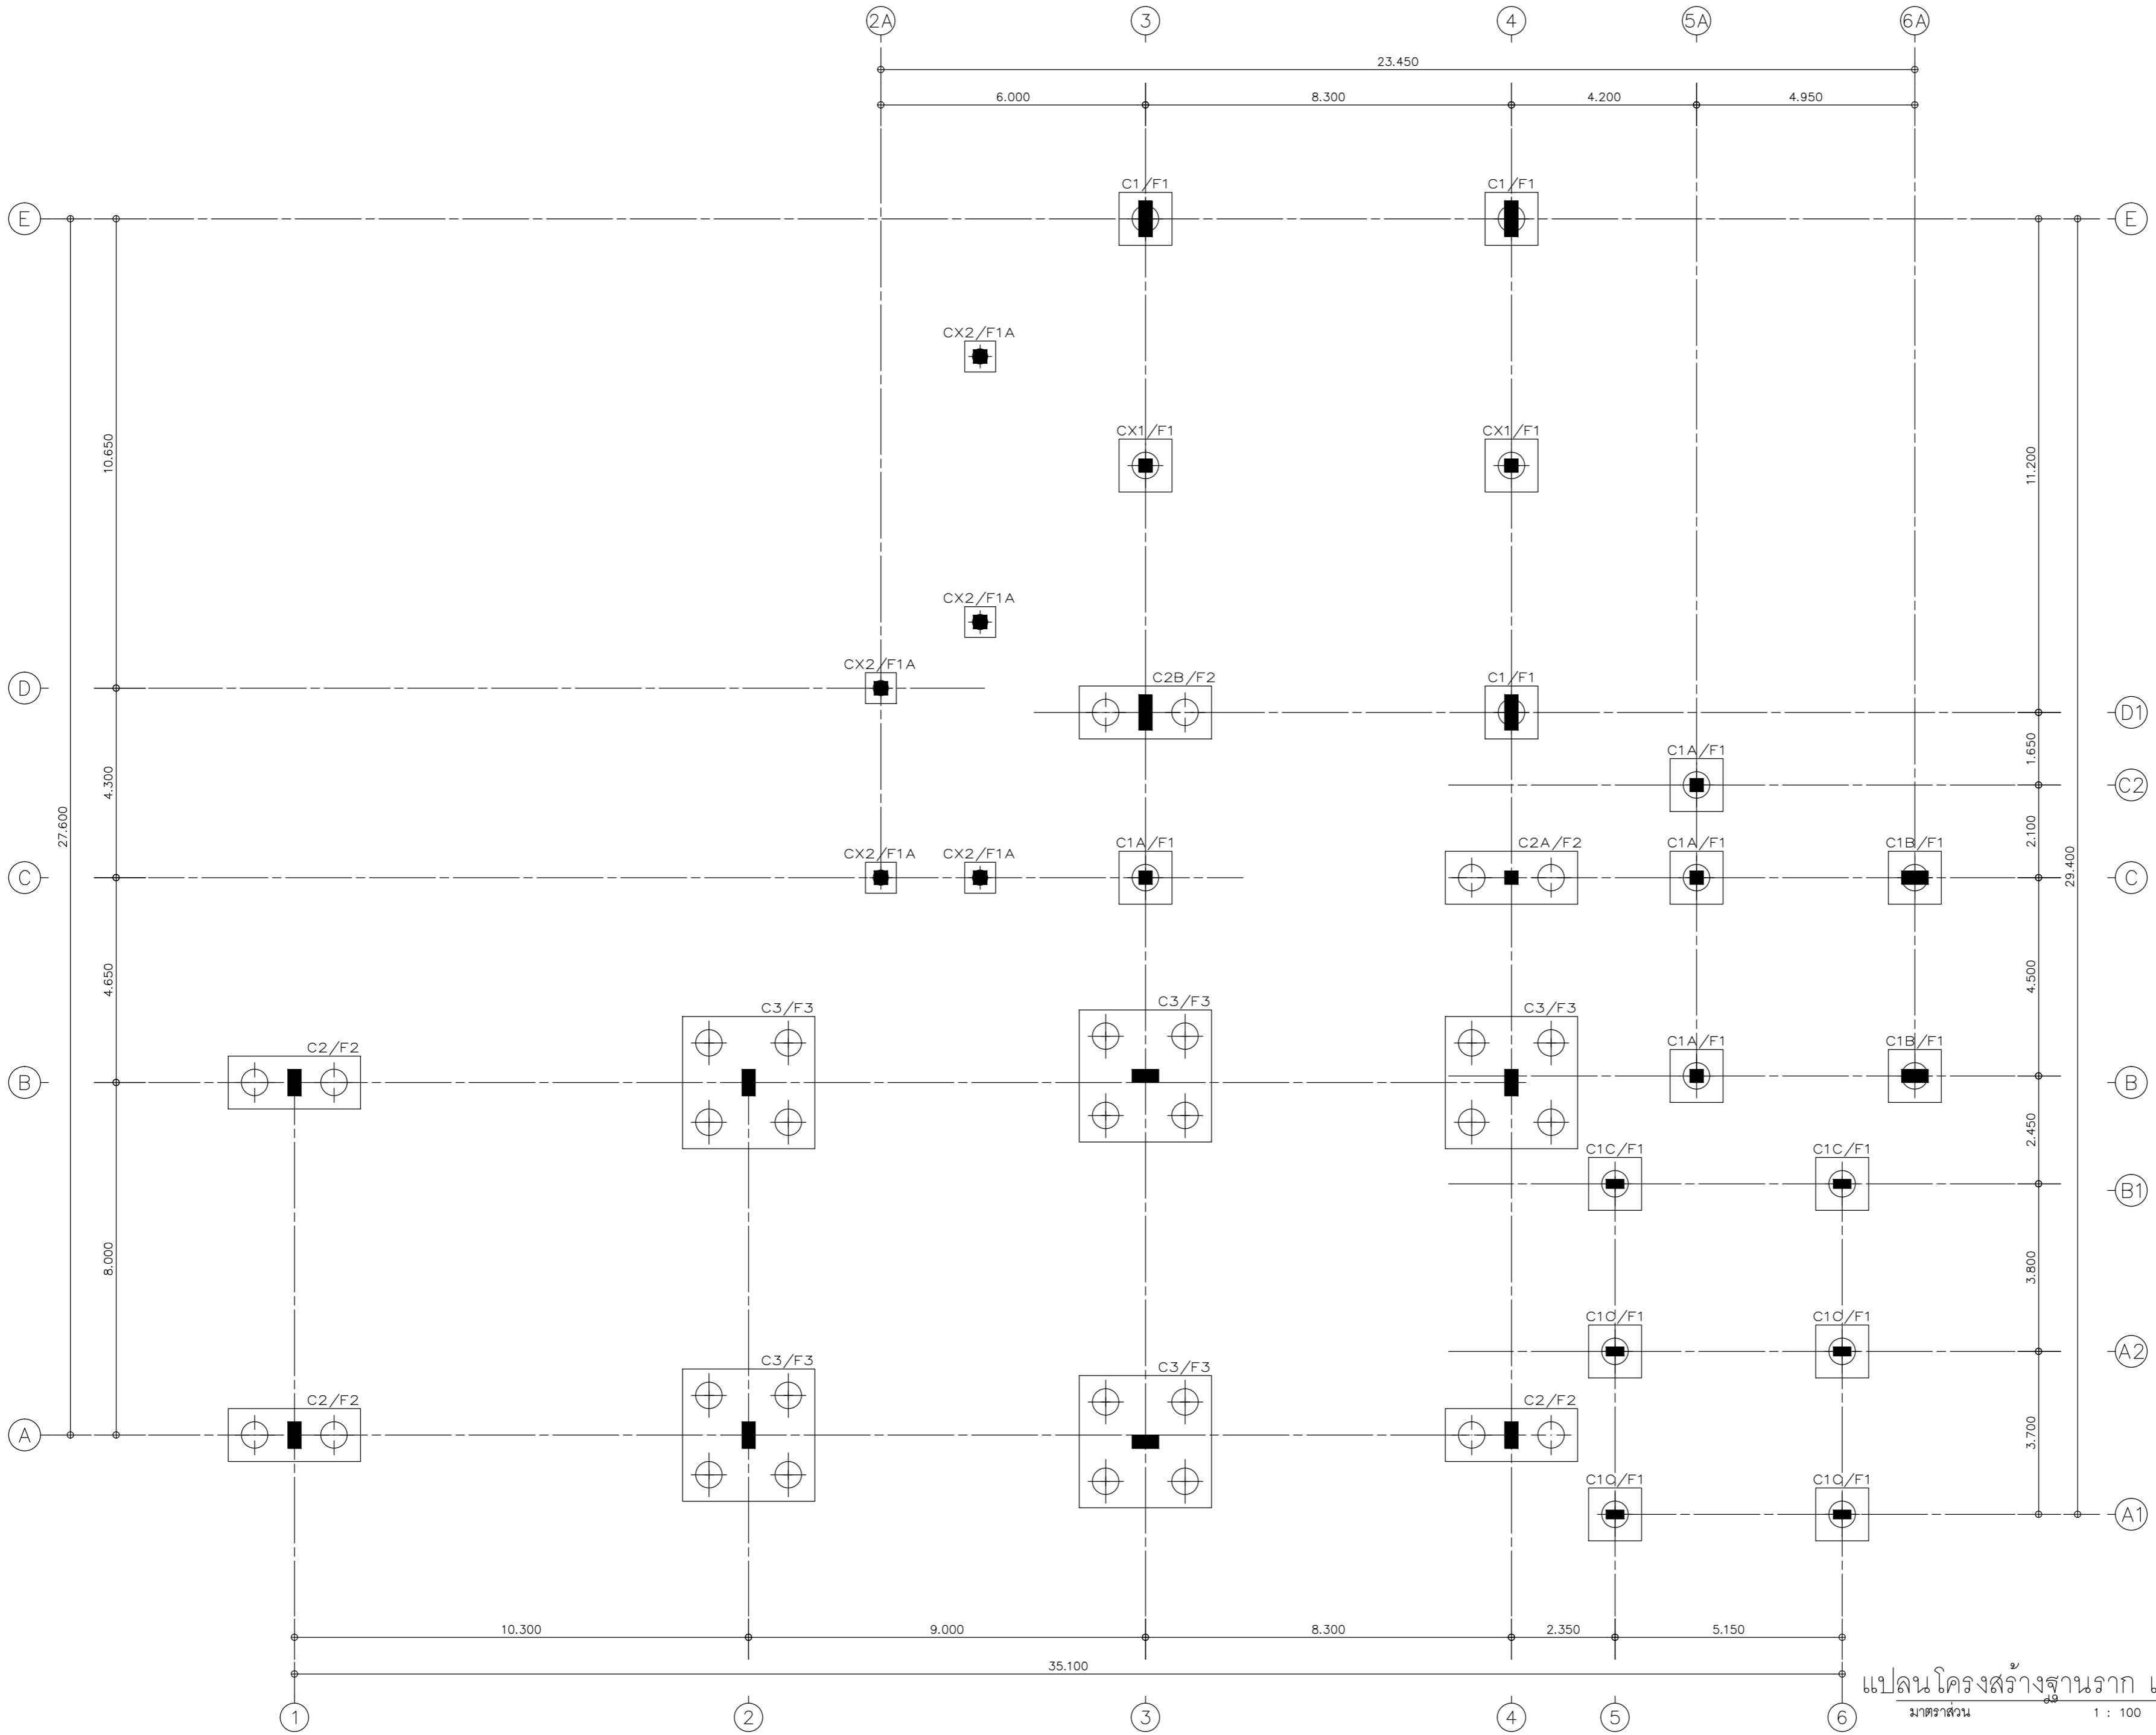 2A 3 4 5A 6A
23.450
6.000 8.300 4.200 4.950
C1/F1 C1/F1
E E
CX2/F1A
CX1/F1 CX1/F1
10.650 11.200
CX2/F1A
CX2/F1A C2B/F2 C1/F1
D D1
C1A/F1 1.650
4.300 C2
27.600 2.100
CX2/F1A CX2/F1A C1A/F1 C2A/F2 C1A/F1 C1B/F1
29.400
C C
4.650 4.500
C3/F3 C3/F3 C3/F3
C2/F2 C1A/F1 C1B/F1
B B
2.450
C1C/F1 C1C/F1
B1
8.000 3.800
C1C/F1 C1C/F1
A2
C3/F3 C3/F3
C2/F2 C2/F2
A 3.700
C1C/F1 C1C/F1
A1
10.300 9.000 8.300 2.350 5.150
35.100
1 2 3 4 5 6
แปลนโครงสร้างฐานราก
มาตราส่วน 1 : 100